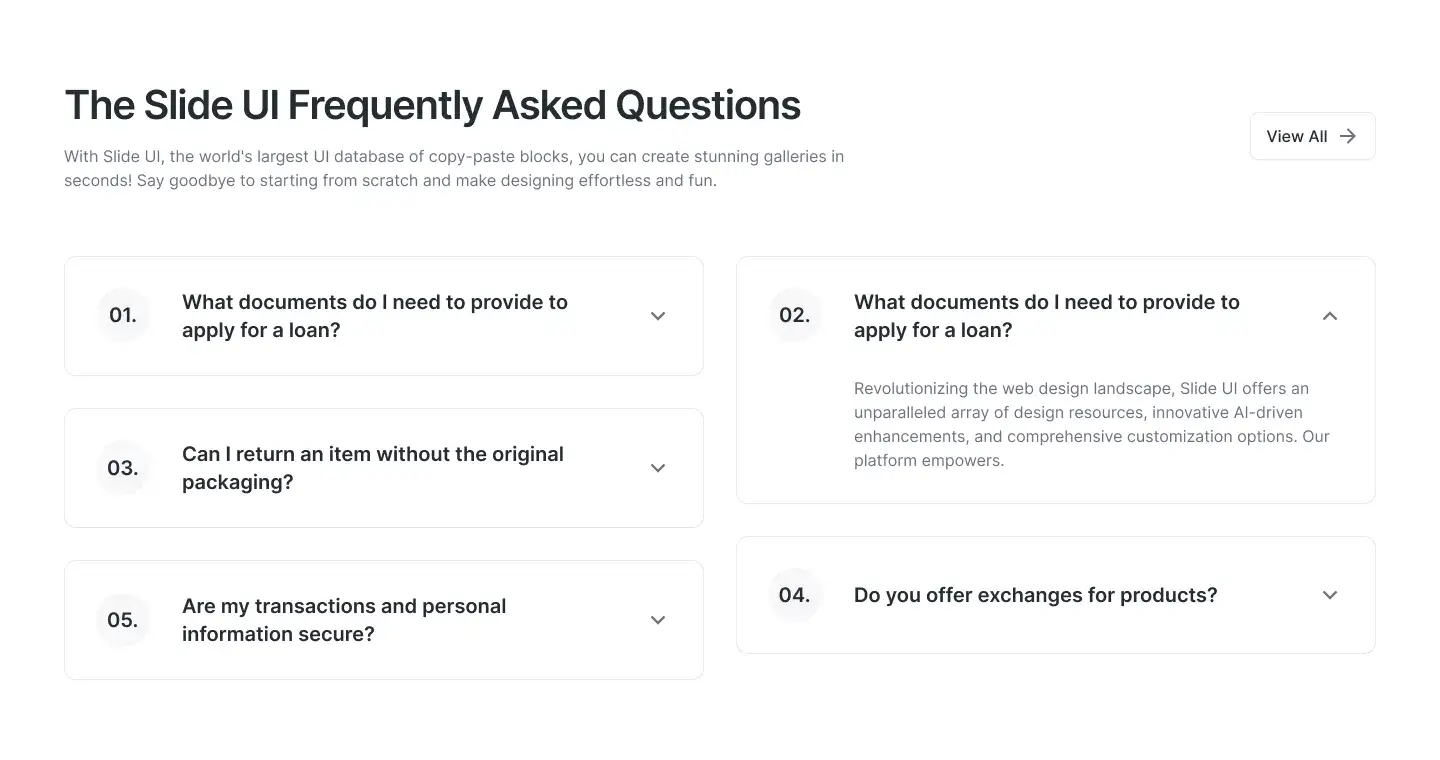 The Slide UI Frequently Asked Questions
With Slide UI, the world's largest UI database of copy-paste blocks, you can create stunning galleries in
seconds! Say goodbye to starting from scratch and make designing effortless and fun.
View All
01.
What documents do I need to provide to
apply for a loan?
02.
What documents do I need to provide to
apply for a loan?
Revolutionizing the web design landscape, Slide UI offers an
unparalleled array of design resources, innovative AI-driven
enhancements, and comprehensive customization options. Our
platform empowers.
03.
Can I return an item without the original
packaging?
04.
Do you offer exchanges for products?
05.
Are my transactions and personal
information secure?